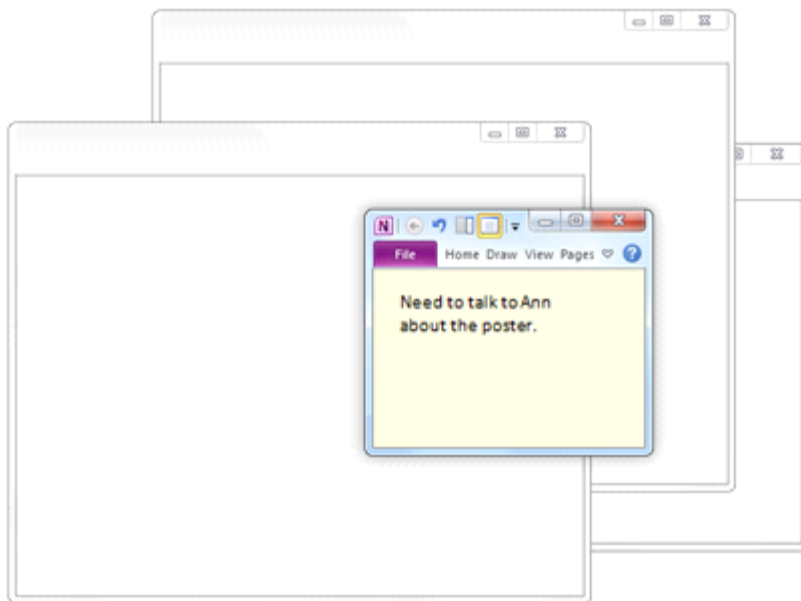 N
File Home Draw View Pages ?
Need to talk to Ann
about the poster.